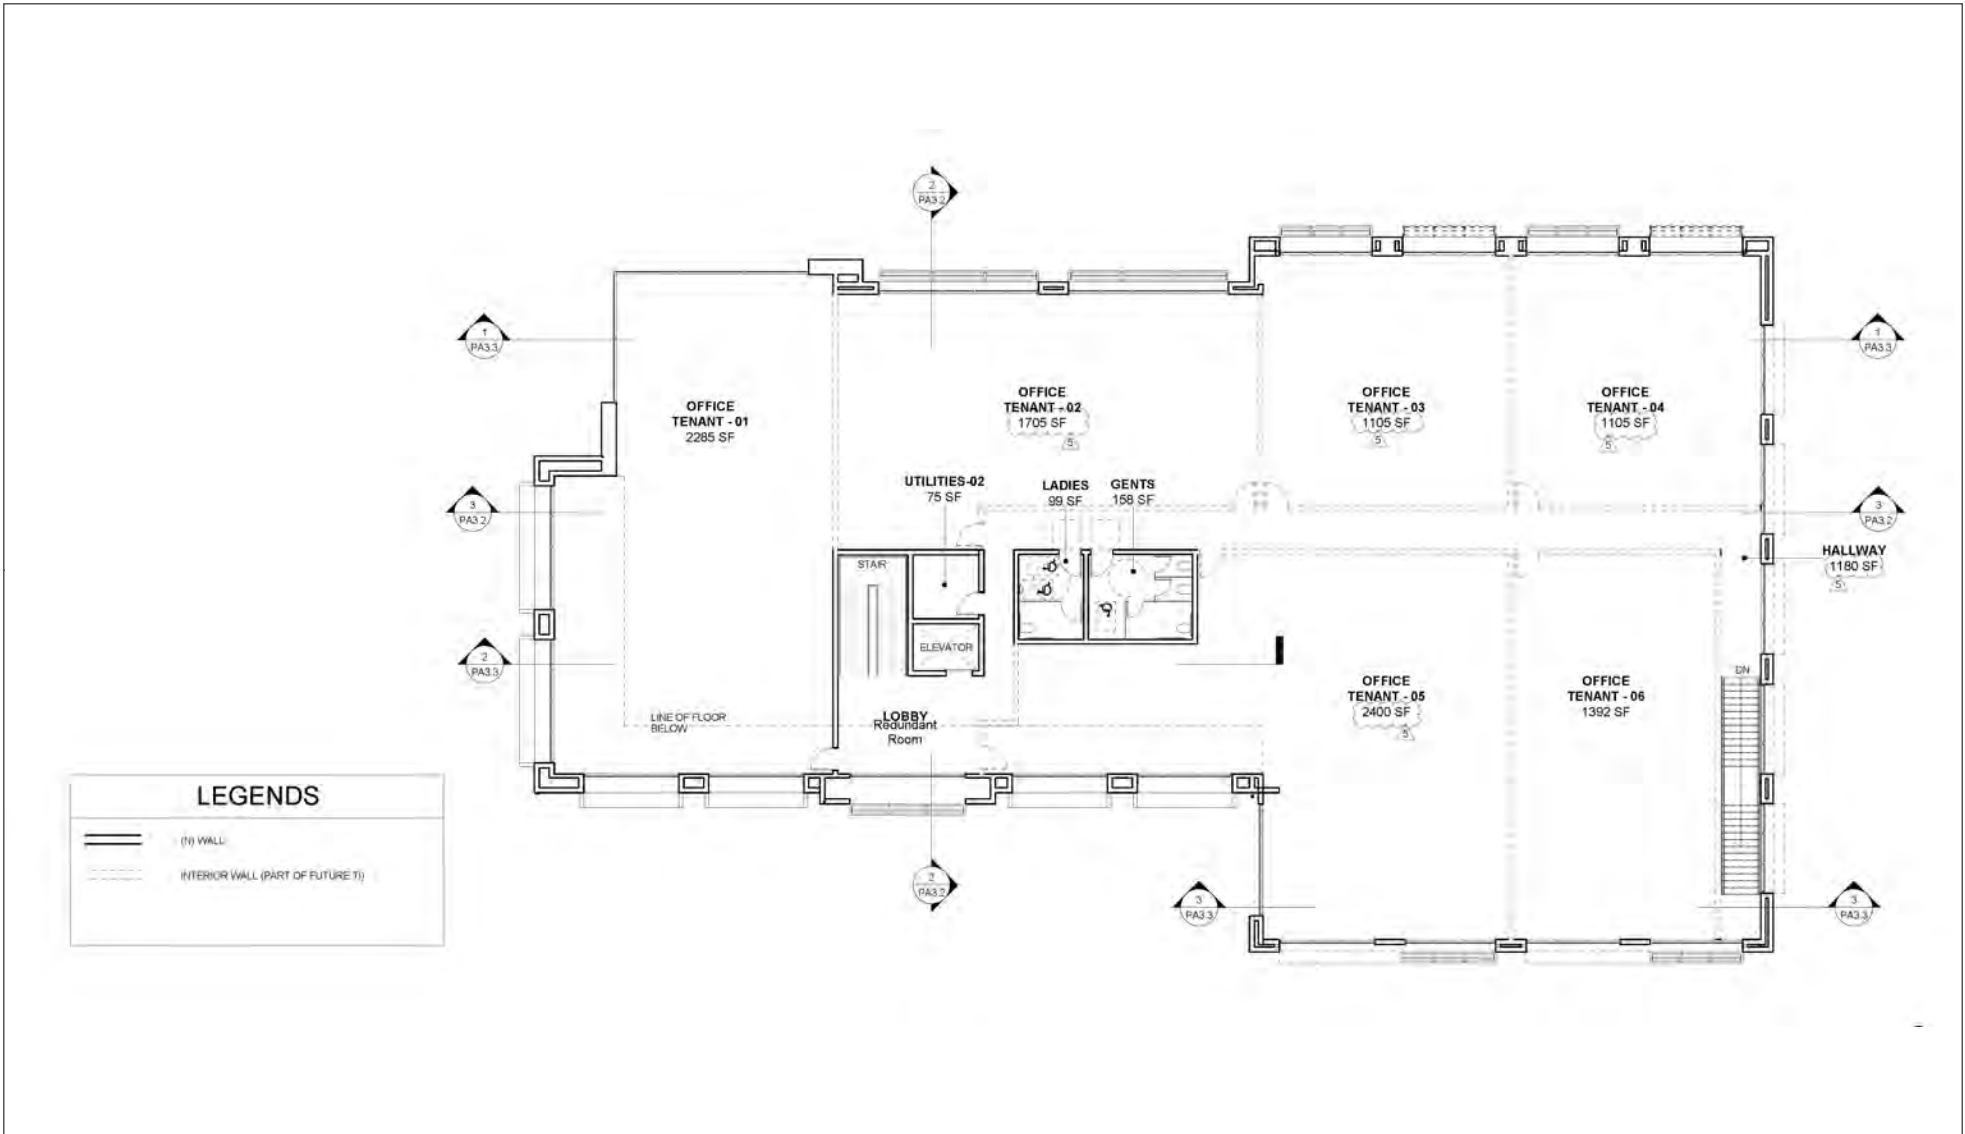 2
PA3.2
1
PA3.3
1
PA3.3
OFFICE
TENANT - 01
2285 SF
OFFICE
TENANT - 02
1705 SF
5
OFFICE
TENANT - 03
1105 SF
5
OFFICE
TENANT - 04
1105 SF
5
UTILITIES-02
75 SF
LADIES
99 SF
GENTS
158 SF
3
PA3.2
3
PA3.2
HALLWAY
1180 SF
5
STAIR
ELEVATOR
2
PA3.3
LINE OF FLOOR
BELOW
LOBBY
Redundant
Room
OFFICE
TENANT - 05
2400 SF
5
OFFICE
TENANT - 06
1392 SF
DN
LEGENDS
(N) WALL
INTERIOR WALL (PART OF FUTURE TI)
2
PA3.2
3
PA3.3
3
PA3.3